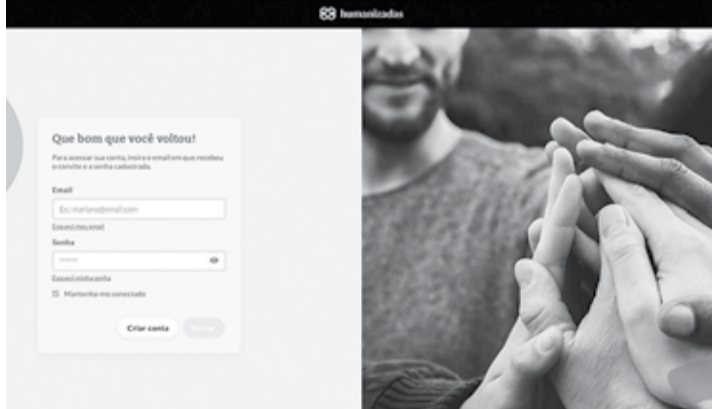 humanizadas
Que bom que você voltou!
Para acessar sua conta, insira o email em que recebeu
o convite e a senha cadastrada.
Email
Ex: mariana@email.com
Esqueci meu email
Senha
Esqueci minha senha
Mantenha-me conectado
Criar conta